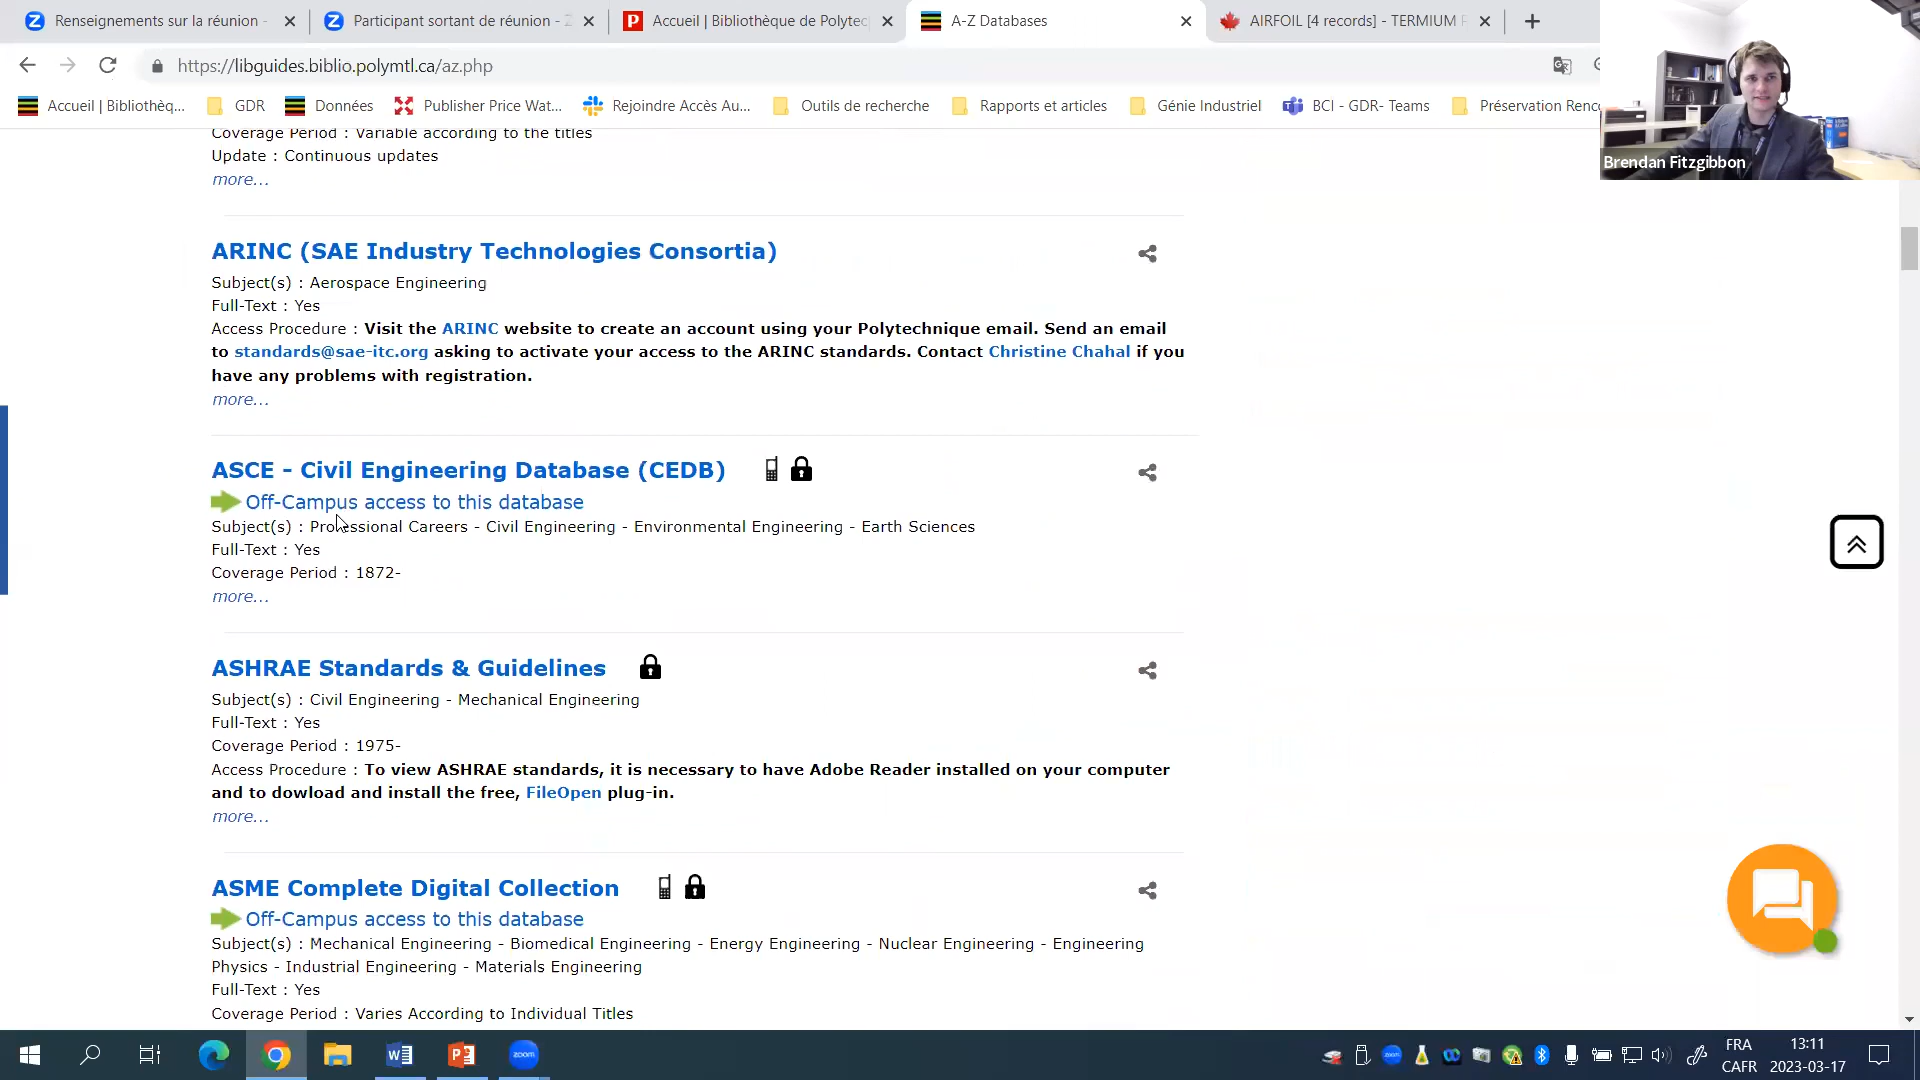 Renseignements sur la réunion -
Participant sortant de réunion - Z
Accueil | Bibliothèque de Polytec
A-Z Databases
AIRFOIL [4 records] - TERMIUM P
https://libguides.biblio.polymtl.ca/az.php
Accueil | Bibliothèq...
GDR
Données
Publisher Price Wat...
Rejoindre Accès Au...
Outils de recherche
Rapports et articles
Génie Industriel
BCI - GDR- Teams
Préservation Renc
Brendan Fitzgibbon
Coverage Period : Variable according to the titles
Update : Continuous updates
more...
ARINC (SAE Industry Technologies Consortia)
Subject(s) : Aerospace Engineering
Full-Text : Yes
Access Procedure : Visit the ARINC website to create an account using your Polytechnique email. Send an email
to standards@sae-itc.org asking to activate your access to the ARINC standards. Contact Christine Chahal if you
have any problems with registration.
more...
ASCE - Civil Engineering Database (CEDB)
Off-Campus access to this database
Subject(s) : Professional Careers - Civil Engineering - Environmental Engineering - Earth Sciences
Full-Text : Yes
Coverage Period : 1872-
more...
ASHRAE Standards & Guidelines
Subject(s) : Civil Engineering - Mechanical Engineering
Full-Text : Yes
Coverage Period : 1975-
Access Procedure : To view ASHRAE standards, it is necessary to have Adobe Reader installed on your computer
and to dowload and install the free, FileOpen plug-in.
more...
ASME Complete Digital Collection
Off-Campus access to this database
Subject(s) : Mechanical Engineering - Biomedical Engineering - Energy Engineering - Nuclear Engineering - Engineering
Physics - Industrial Engineering - Materials Engineering
Full-Text : Yes
Coverage Period : Varies According to Individual Titles
zoom
FRA
CAFR
13:11
2023-03-17